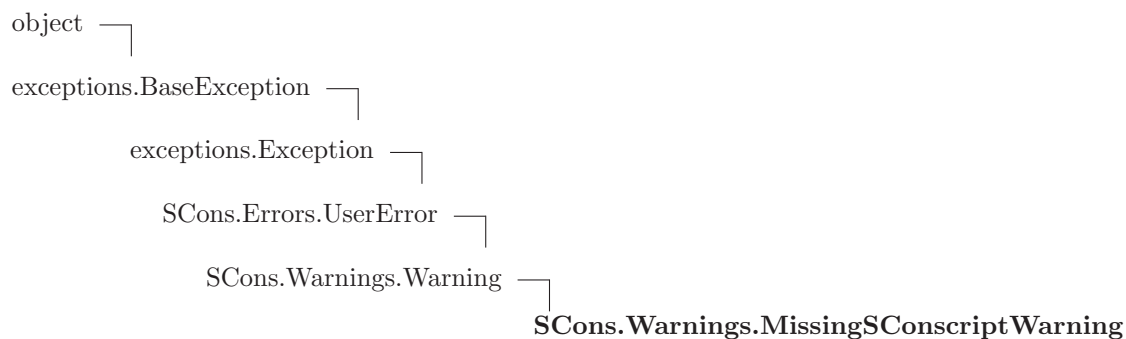 object
exceptions.BaseException
exceptions.Exception
SCons.Errors.UserError
SCons.Warnings.Warning
SCons.Warnings.MissingSConscriptWarning